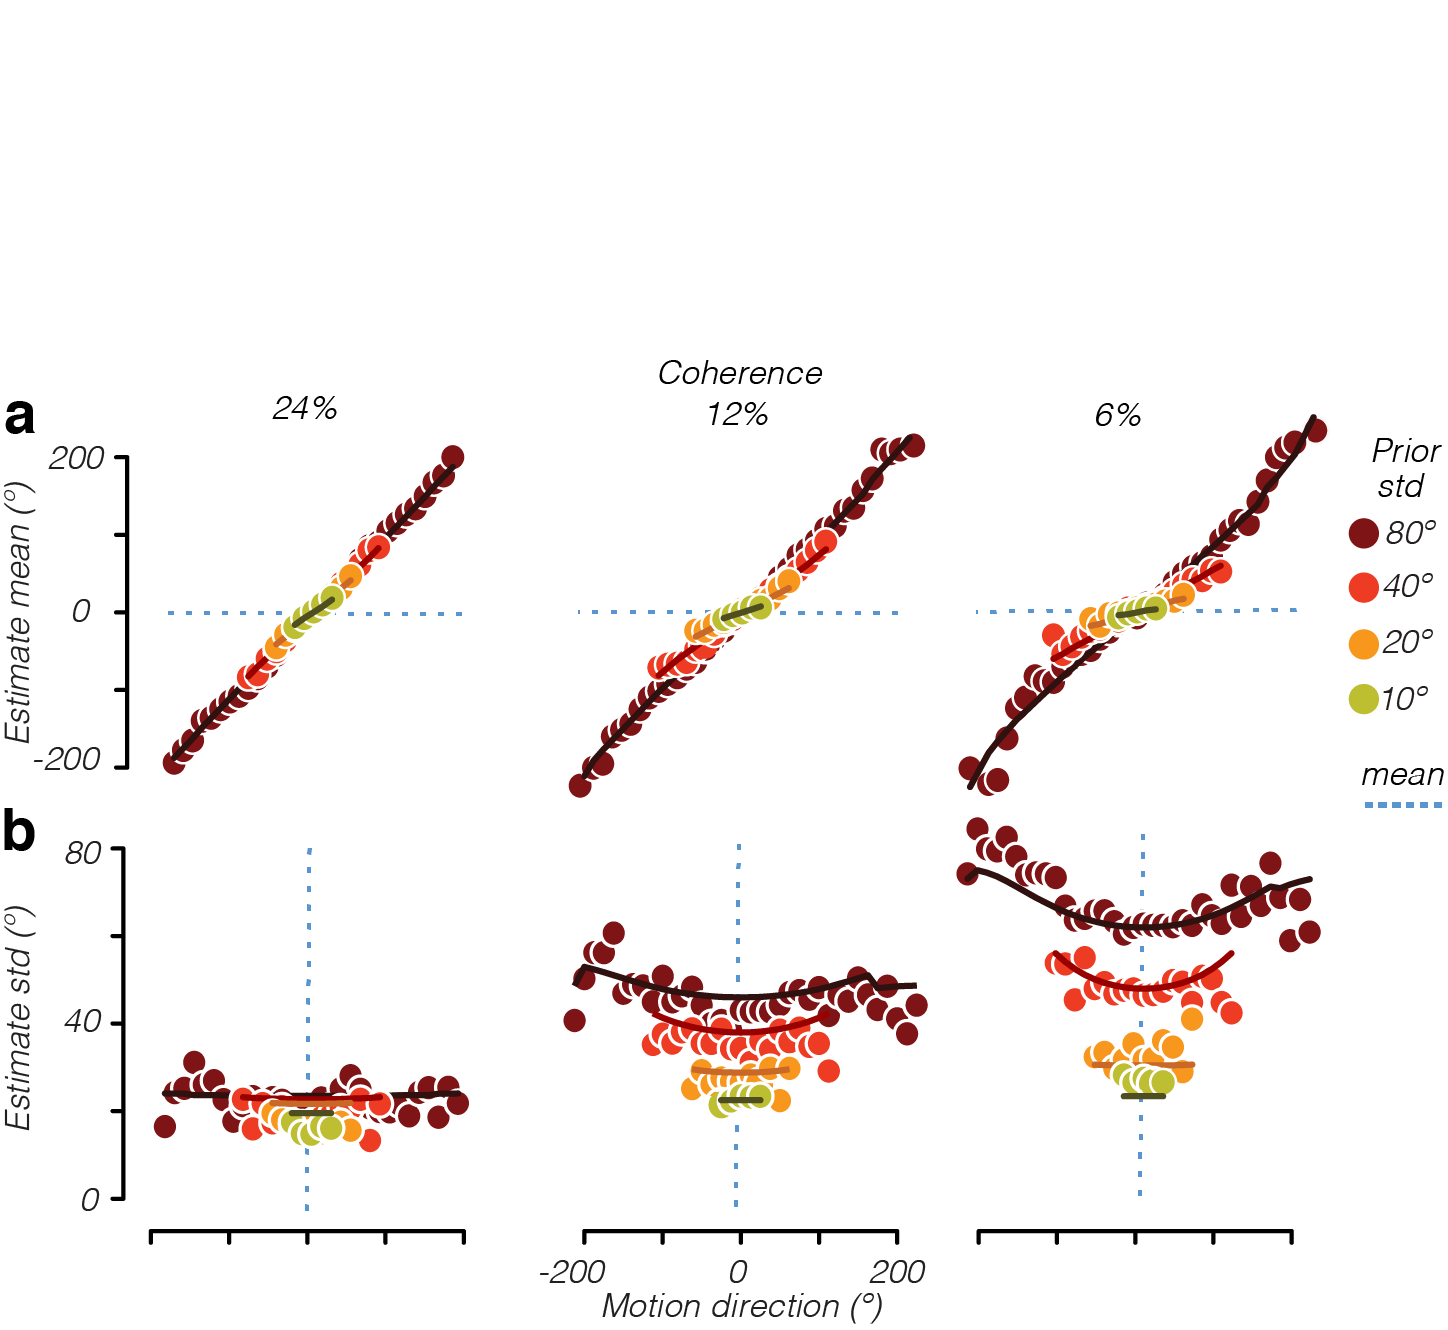 Coherence
a
24%
12%
6%
Prior
std
80°
40°
20°
10°
mean
200
0
-200
Estimate mean (°)
b
80
40
0
Estimate std (°)
-200
0
200
Motion direction (°)